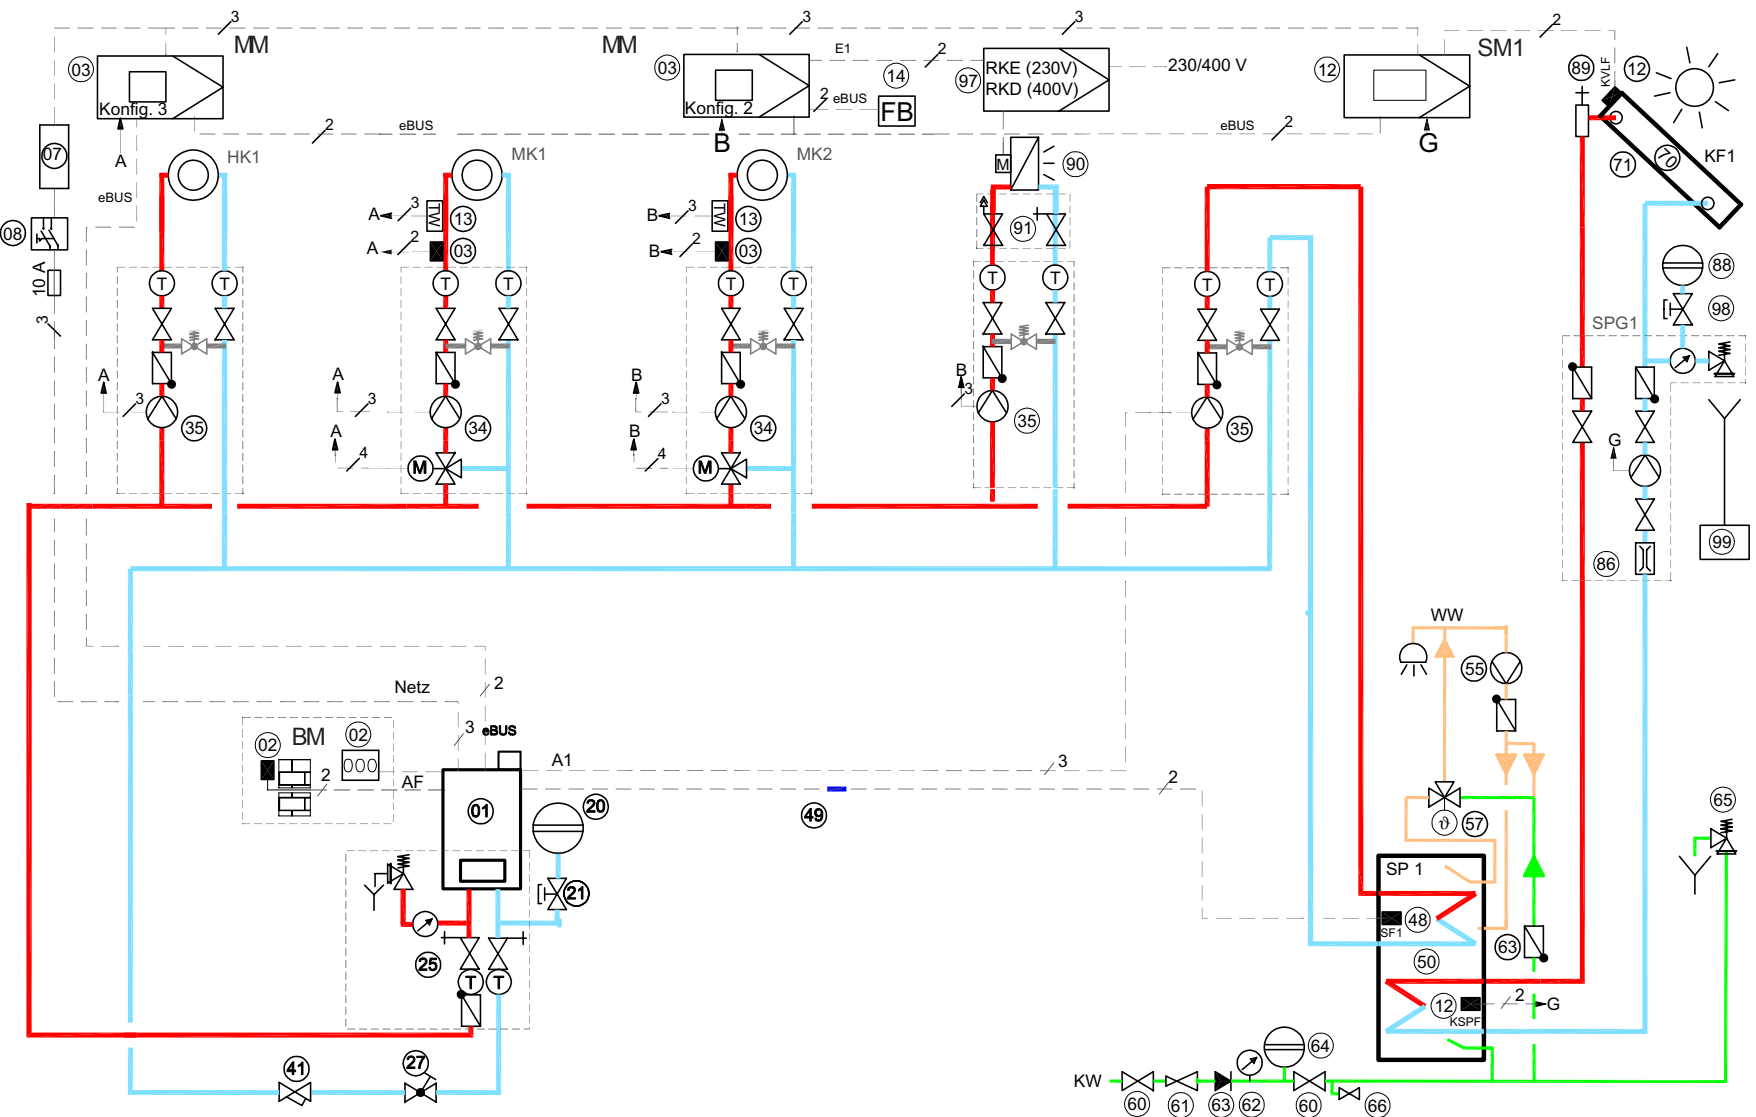 3
3
3
2
MM
MM
SM1
03
Konfig. 3
A
03
Konfig. 2
B
E1
2
14
2
eBUS
FB
97
RKE (230V)
RKD (400V)
230/400 V
12
G
89
KVLF
12
70
71
KF1
07
08
10 A
3
2
eBUS
eBUS
2
eBUS
HK1
MK1
MK2
M
90
A
3
13
A
2
03
B
3
13
B
2
03
91
T
T
T
T
T
T
T
T
T
T
88
98
SPG1
A
3
35
A
3
34
A
4
M
B
3
34
B
4
M
B
3
35
35
G
86
99
WW
55
Netz
2
3
eBUS
BM
02
02
000
2
AF
01
A1
3
2
49
20
21
25
T
T
ϑ
57
65
SP 1
48
SF1
50
63
12
KSPF
2
G
41
27
KW
60
61
63
62
64
60
66